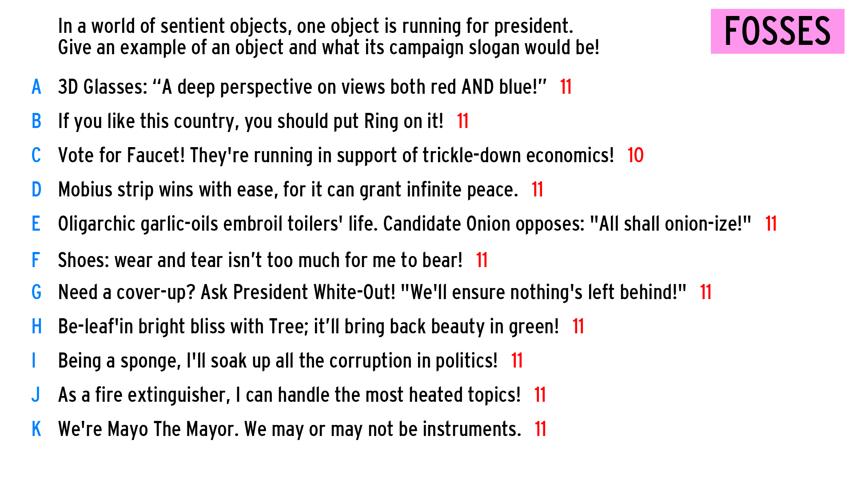 In a world of sentient objects, one object is running for president.
Give an example of an object and what its campaign slogan would be!
FOSSES
A 3D Glasses: “A deep perspective on views both red AND blue!” 11
B If you like this country, you should put Ring on it! 11
C Vote for Faucet! They're running in support of trickle-down economics! 10
D Mobius strip wins with ease, for it can grant infinite peace. 11
E Oligarchic garlic-oils embroil toilers' life. Candidate Onion opposes: "All shall onion-ize!" 11
F Shoes: wear and tear isn’t too much for me to bear! 11
G Need a cover-up? Ask President White-Out! "We'll ensure nothing's left behind!" 11
H Be-leaf'in bright bliss with Tree; it’ll bring back beauty in green! 11
I Being a sponge, I'll soak up all the corruption in politics! 11
J As a fire extinguisher, I can handle the most heated topics! 11
K We're Mayo The Mayor. We may or may not be instruments. 11